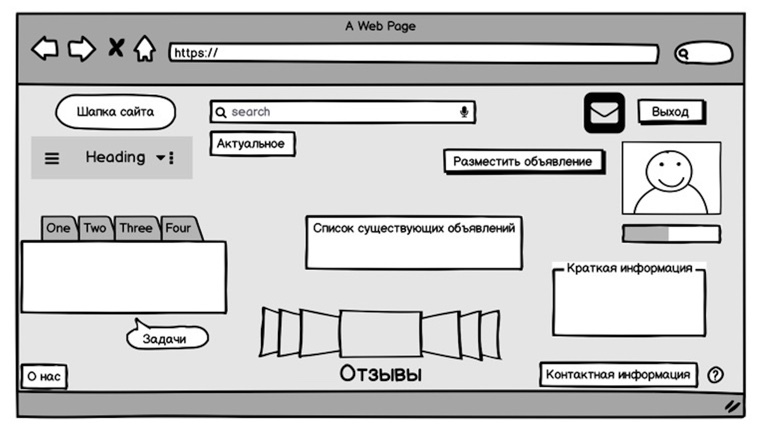 A Web Page
https://
Шапка сайта
search
Выход
Актуальное
Heading
Разместить объявление
One Two Three Four
Список существующих объявлений
Краткая информация
Задачи
Отзывы
О нас
Контактная информация
?